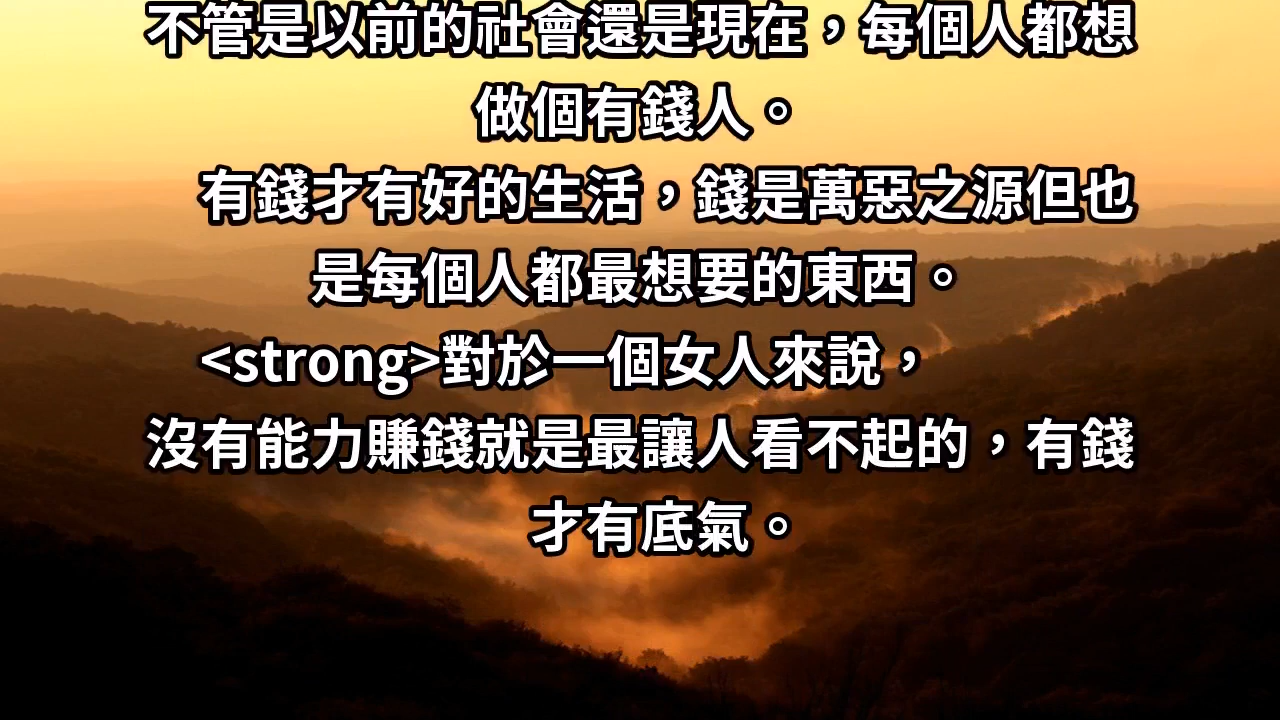 不管是以前的社會還是現在，每個人都想
做個有錢人。
有錢才有好的生活，錢是萬惡之源但也
是每個人都最想要的東西。
<strong>對於一個女人來說，
沒有能力賺錢就是最讓人看不起的，有錢
才有底氣。